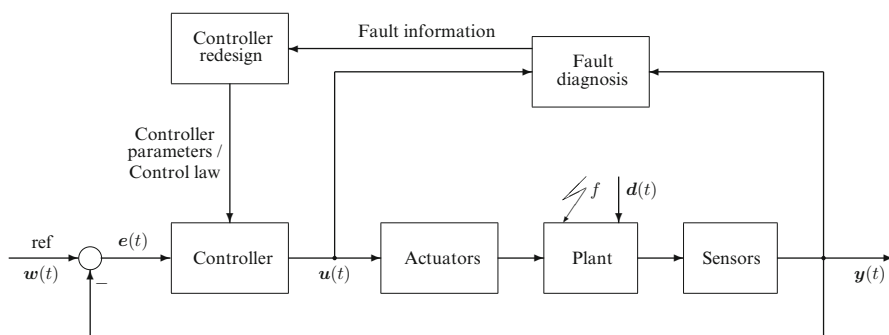 Controller
redesign
Fault information
Fault
diagnosis
Controller
parameters /
Control law
f
d(t)
ref
w(t)
e(t)
−
Controller
u(t)
Actuators
Plant
Sensors
y(t)